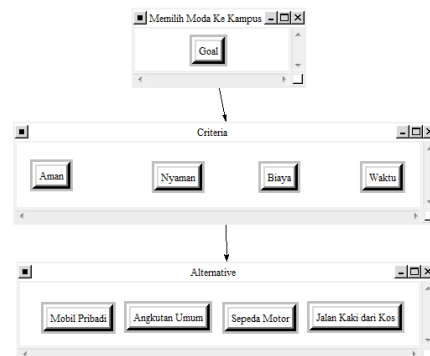 Memilih Moda Ke Kampus
Goal
Criteria
Aman
Nyaman
Biaya
Waktu
Alternative
Mobil Pribadi
Angkutan Umum
Sepeda Motor
Jalan Kaki dari Kos